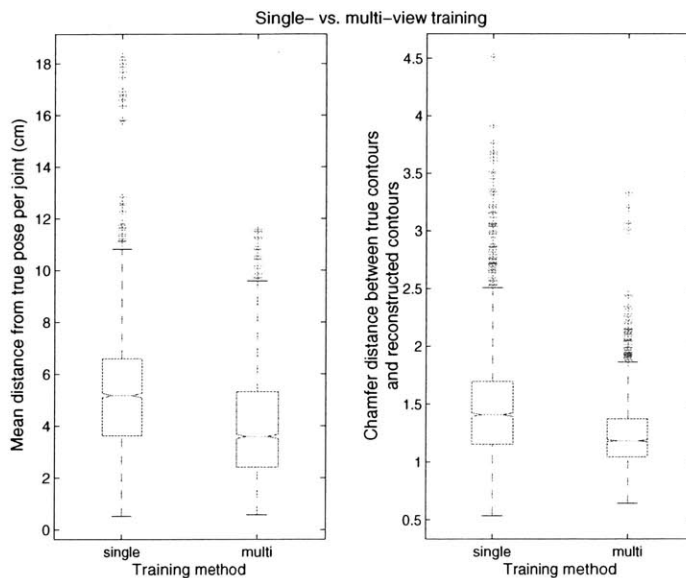 Single- vs. multi-view training
Mean distance from true pose per joint (cm)
18
16
14
12
10
8
6
4
2
0
single
multi
Training method
Chamfer distance between true contours
and reconstructed contours
4.5
4
3.5
3
2.5
2
1.5
1
0.5
single
multi
Training method